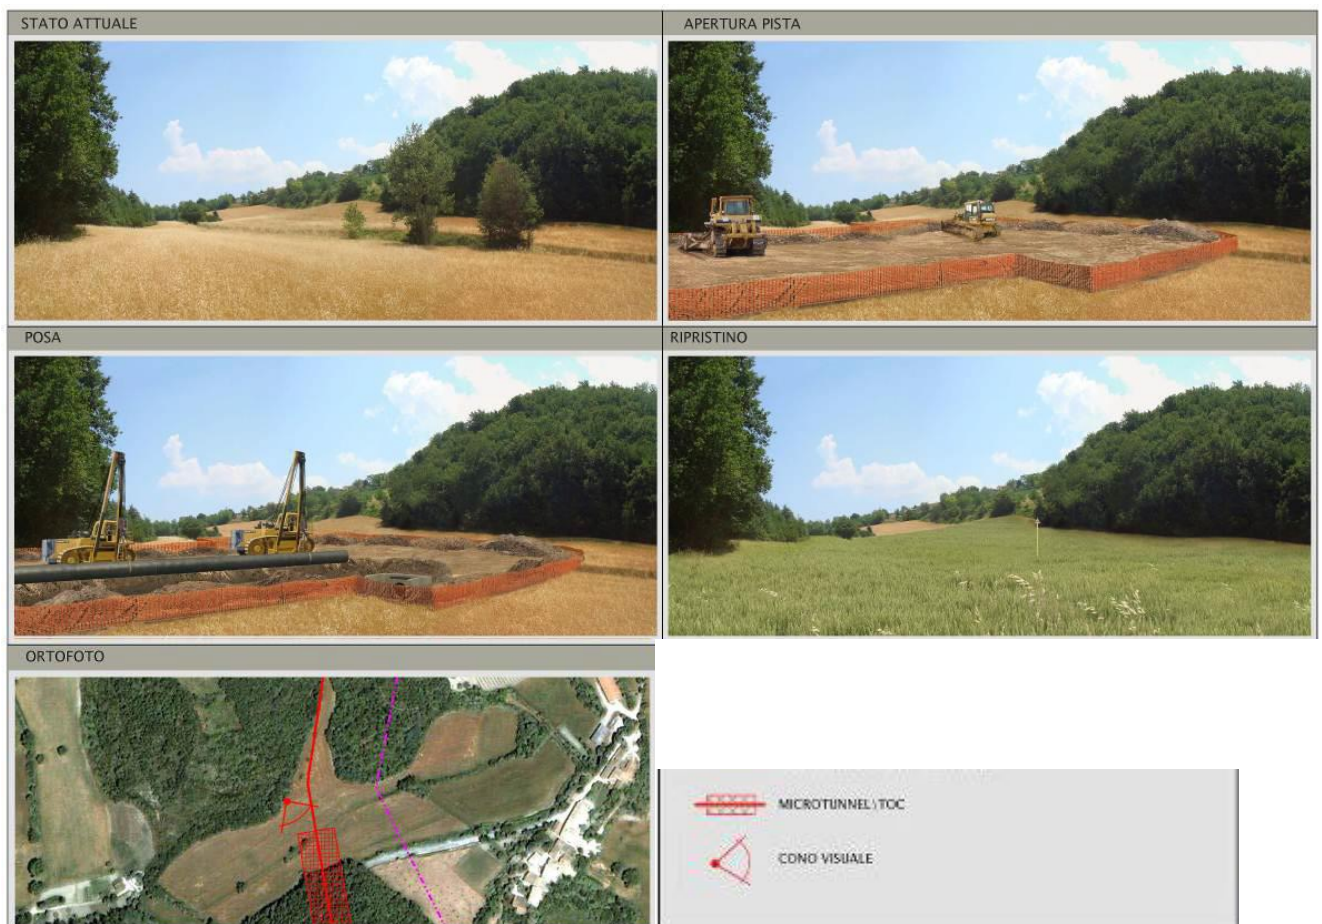 STATO ATTUALE
APERTURA PISTA
POSA
RIPRISTINO
ORTOFOTO
MICROTUNNEL\TOC
CONO VISUALE